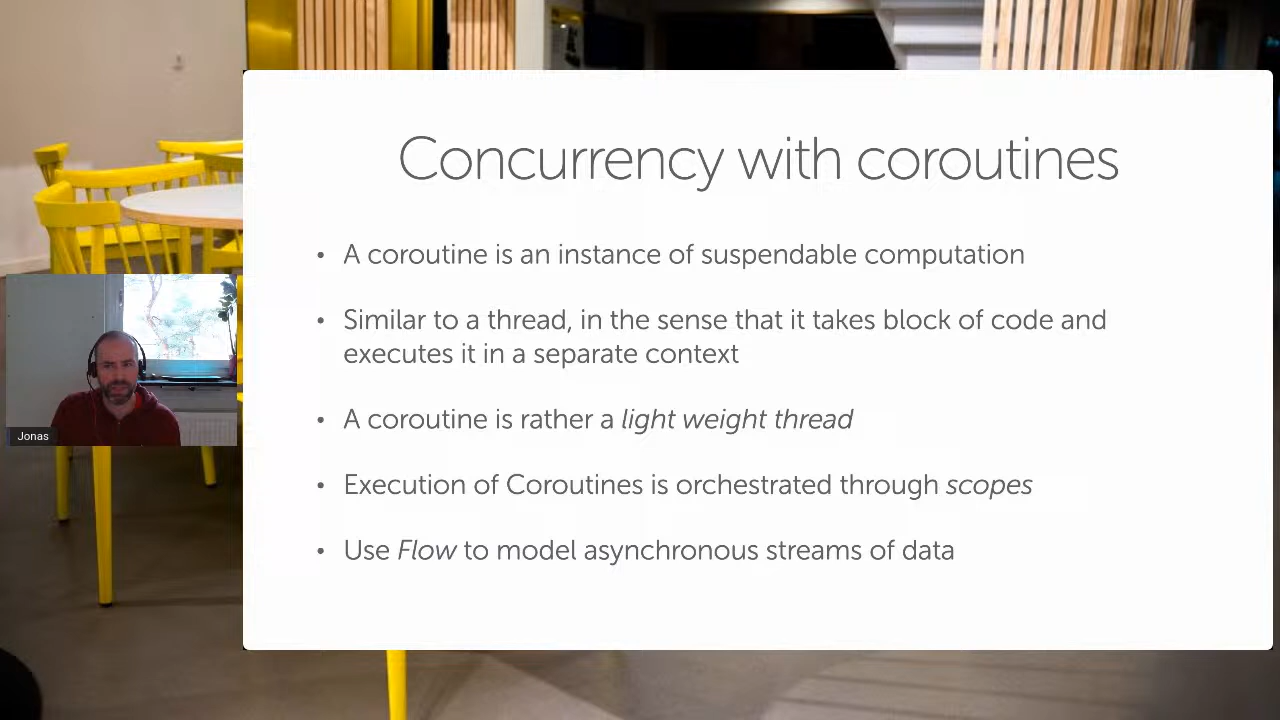 Concurrency with coroutines
• A coroutine is an instance of suspendable computation
• Similar to a thread, in the sense that it takes block of code and
executes it in a separate context
• A coroutine is rather a light weight thread
• Execution of Coroutines is orchestrated through scopes
• Use Flow to model asynchronous streams of data
Jonas